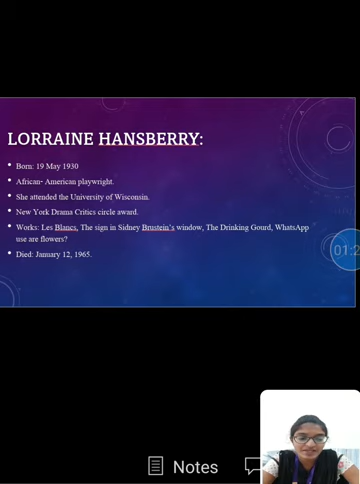 LORRAINE HANSBERRY:
• Born: 19 May 1930
• African- American playwright.
• She attended the University of Wisconsin.
• New York Drama Critics circle award.
• Works: Les Blancs, The sign in Sidney Brustein's window, The Drinking Gourd, WhatsApp
use are flowers?
• Died: January 12, 1965.
01:2
Notes